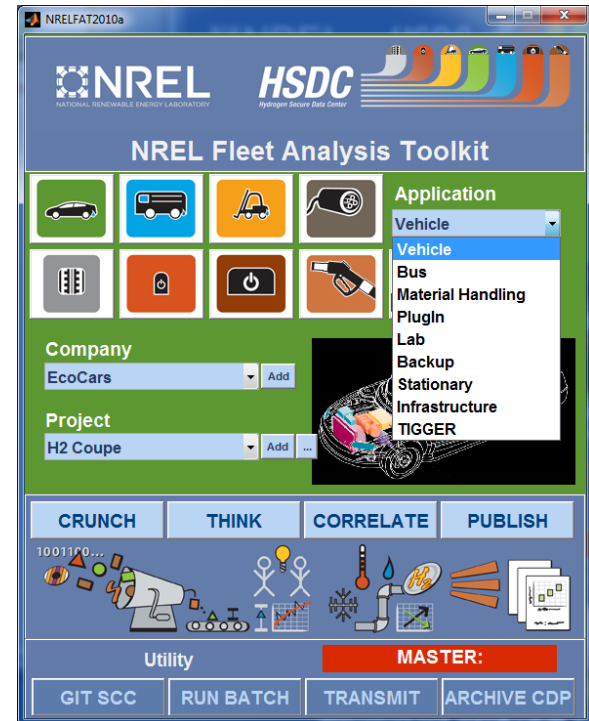 NRELFAT2010a
NREL
NATIONAL RENEWABLE ENERGY LABORATORY
HSDC
Hydrogen Secure Data Center
NREL Fleet Analysis Toolkit
Application
Vehicle
Vehicle
Bus
Material Handling
PlugIn
Lab
Backup
Stationary
Infrastructure
TIGGER
Company
EcoCars
Add
Project
H2 Coupe
Add
...
CRUNCH
THINK
CORRELATE
PUBLISH
1001100...
H2
Utility
MASTER:
GIT SCC
RUN BATCH
TRANSMIT
ARCHIVE CDP